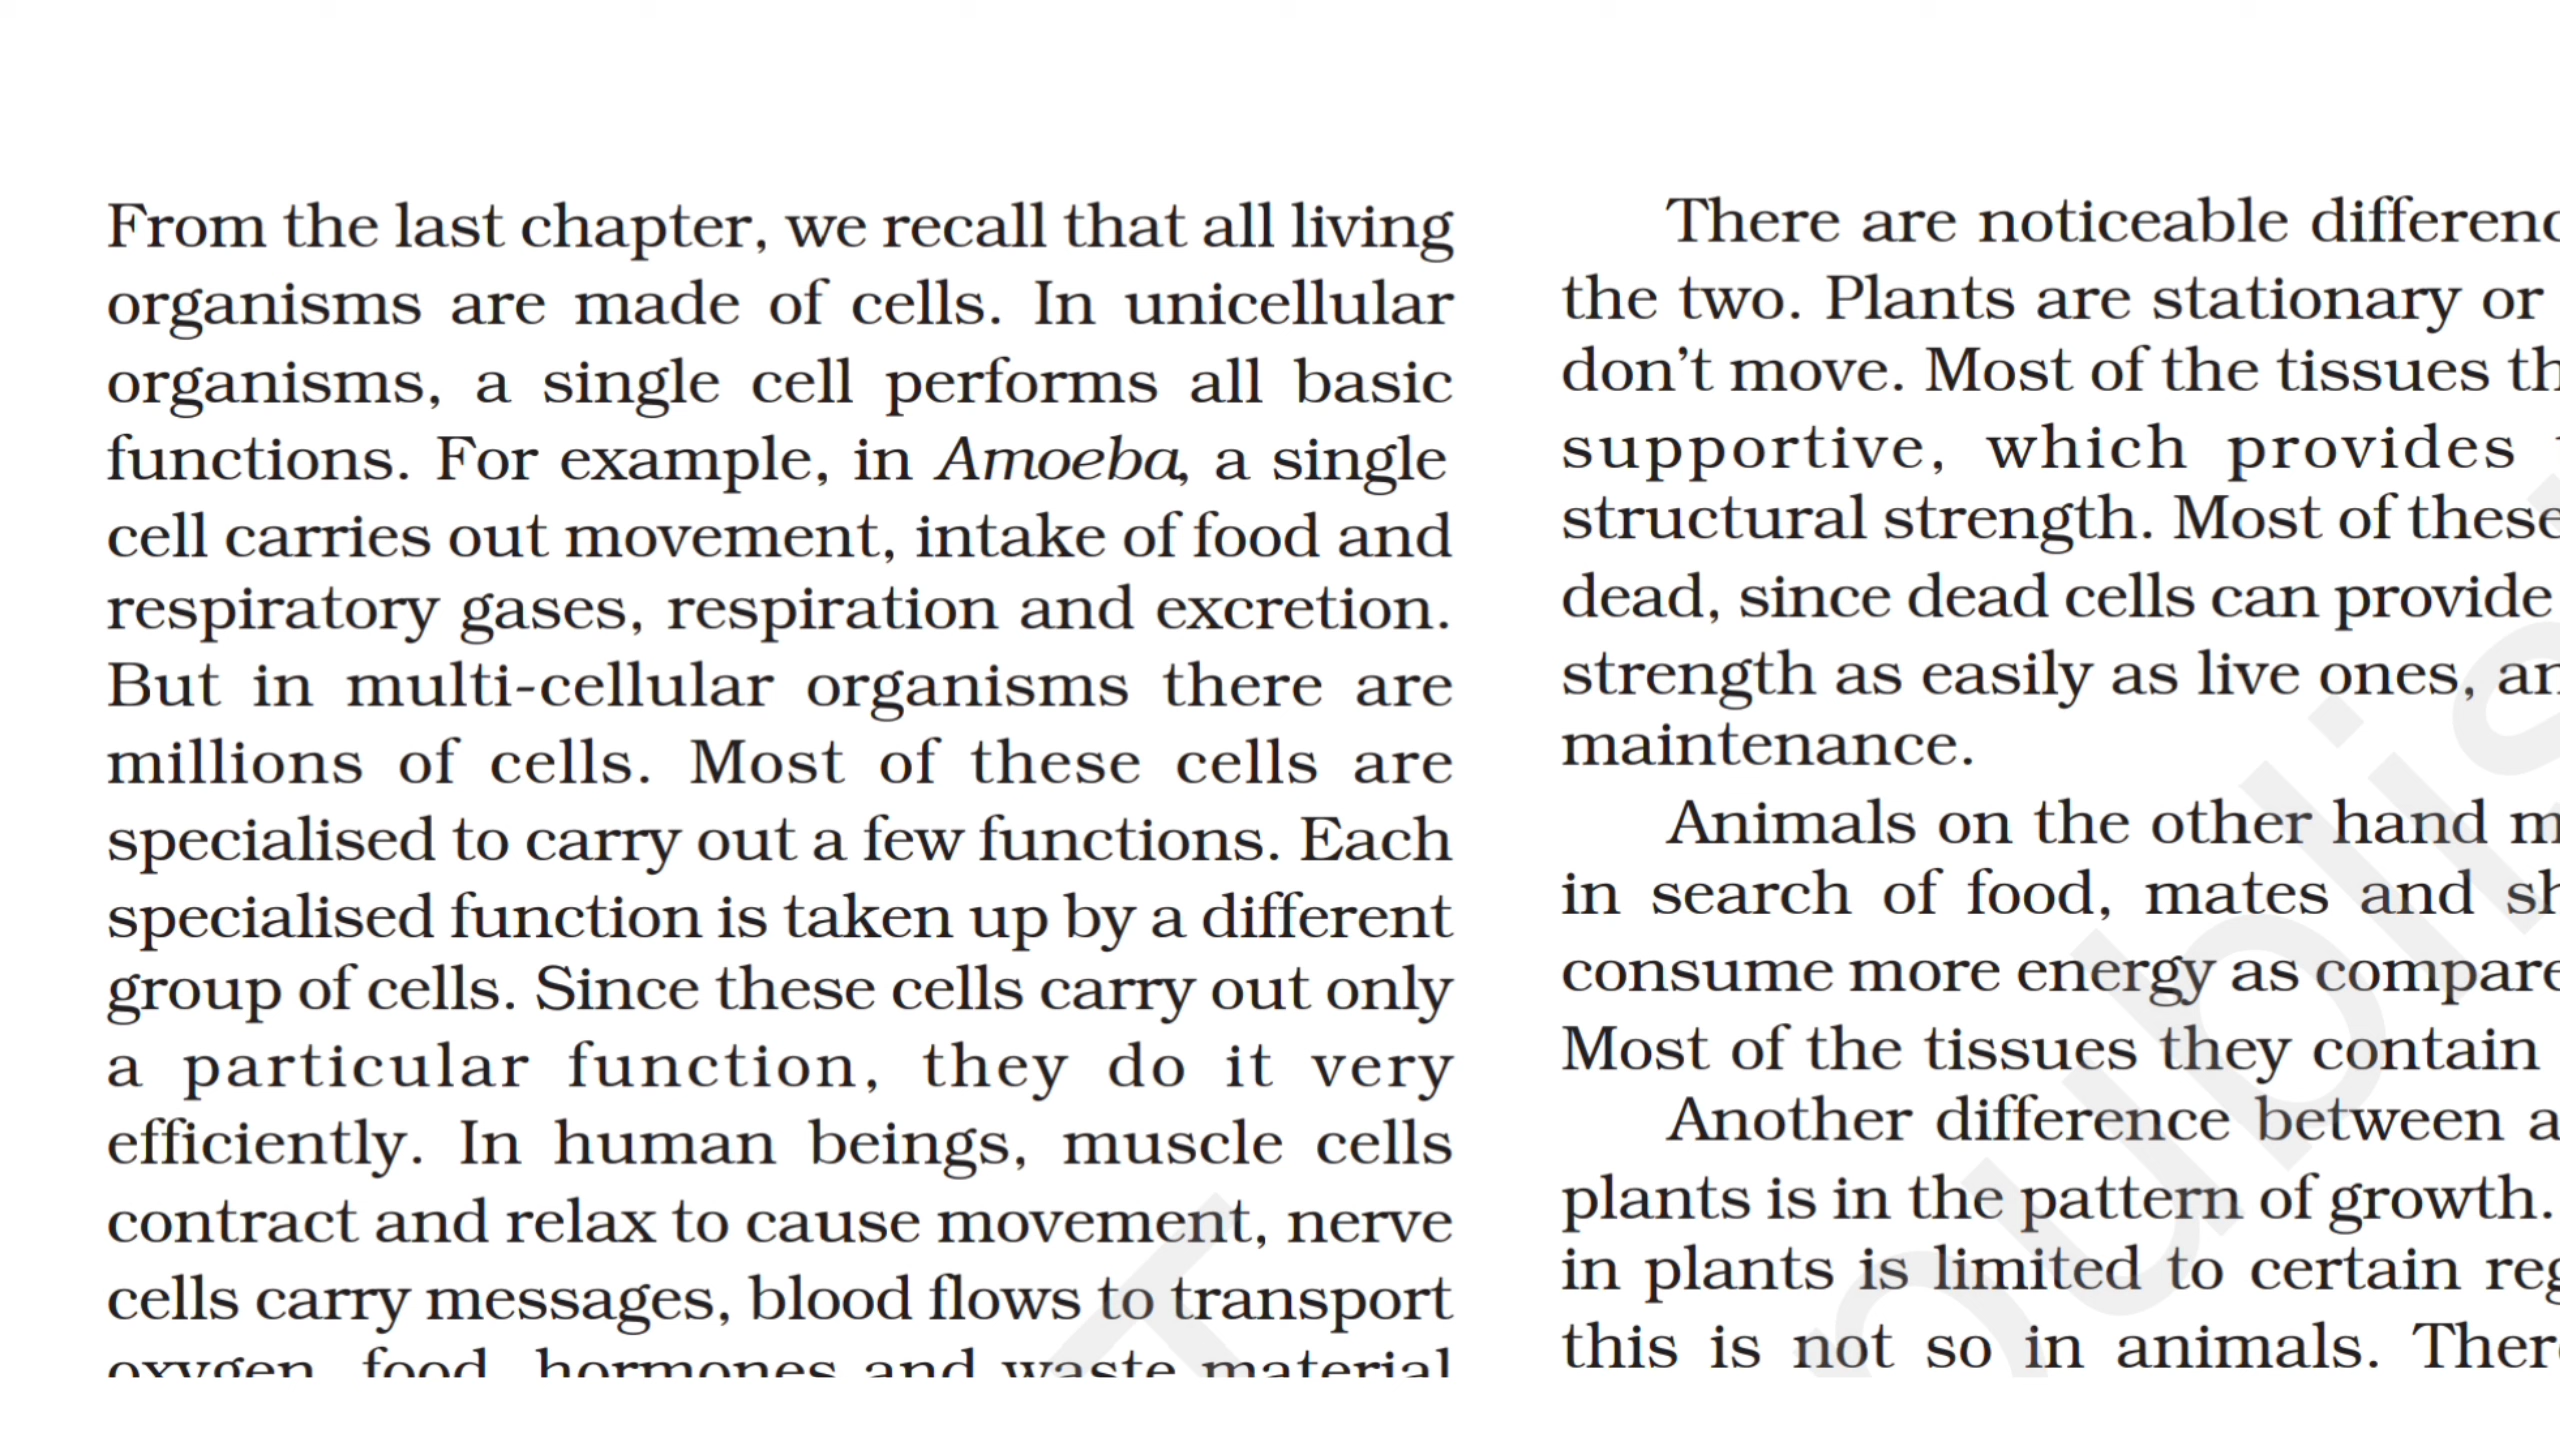 From the last chapter, we recall that all living
organisms are made of cells. In unicellular
organisms, a single cell performs all basic
functions. For example, in Amoeba, a single
cell carries out movement, intake of food and
respiratory gases, respiration and excretion.
But in multi-cellular organisms there are
millions of cells. Most of these cells are
specialised to carry out a few functions. Each
specialised function is taken up by a different
group of cells. Since these cells carry out only
a particular function, they do it very
efficiently. In human beings, muscle cells
contract and relax to cause movement, nerve
cells carry messages, blood flows to transport
oxygen, food, hormones and waste material
There are noticeable
the two. Plants are stationary or
don’t move. Most of the tissues
supportive, which provides
structural strength. Most of these
dead, since dead cells can provide
strength as easily as live ones,
maintenance.
Animals on the other hand
in search of food, mates and
consume more energy as
Most of the tissues they contain
Another difference between
plants is in the pattern of growth.
in plants is limited to certain
this is not so in animals.